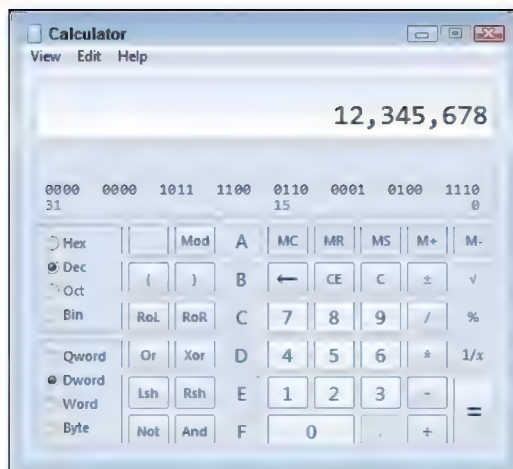 Calculator
View Edit Help
12,345,678
0000 0000 1011 1100 0110 0001 0100 1110
31 15 0
Hex Mod A MC MR MS M+ M-
Dec ( ) B ← CE C ± √
Oct
Bin RoL RoR C 7 8 9 / %
Qword Or Xor D 4 5 6 * 1/x
Dword Lsh Rsh E 1 2 3 - =
Word
Byte Not And F 0 . +